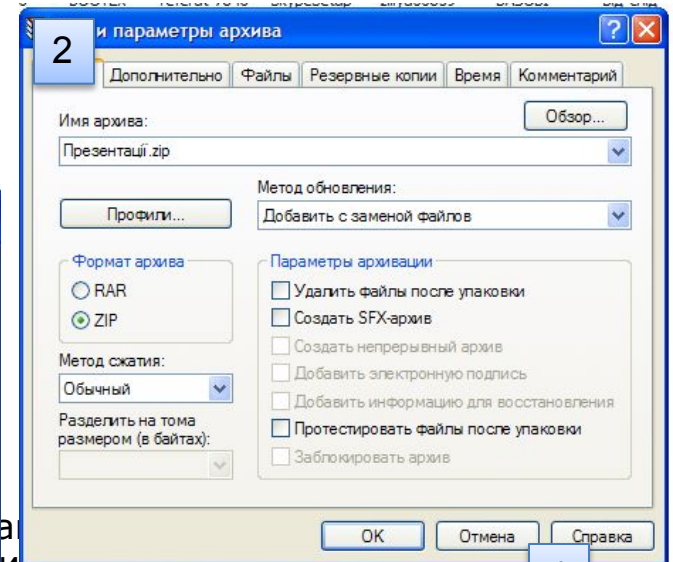 2
и параметры архива
Дополнительно Файлы Резервные копии Время Комментарий
Имя архива:
Обзор...
Презентації.zip
Профили...
Метод обновления:
Добавить с заменой файлов
Формат архива
RAR
ZIP
Метод сжатия:
Обычный
Разделить на тома
размером (в байтах):
Параметры архивации
Удалить файлы после упаковки
Создать SFX-архив
Создать непрерывный архив
Добавить электронную подпись
Добавить информацию для восстановления
Протестировать файлы после упаковки
Заблокировать архив
OK Отмена Справка